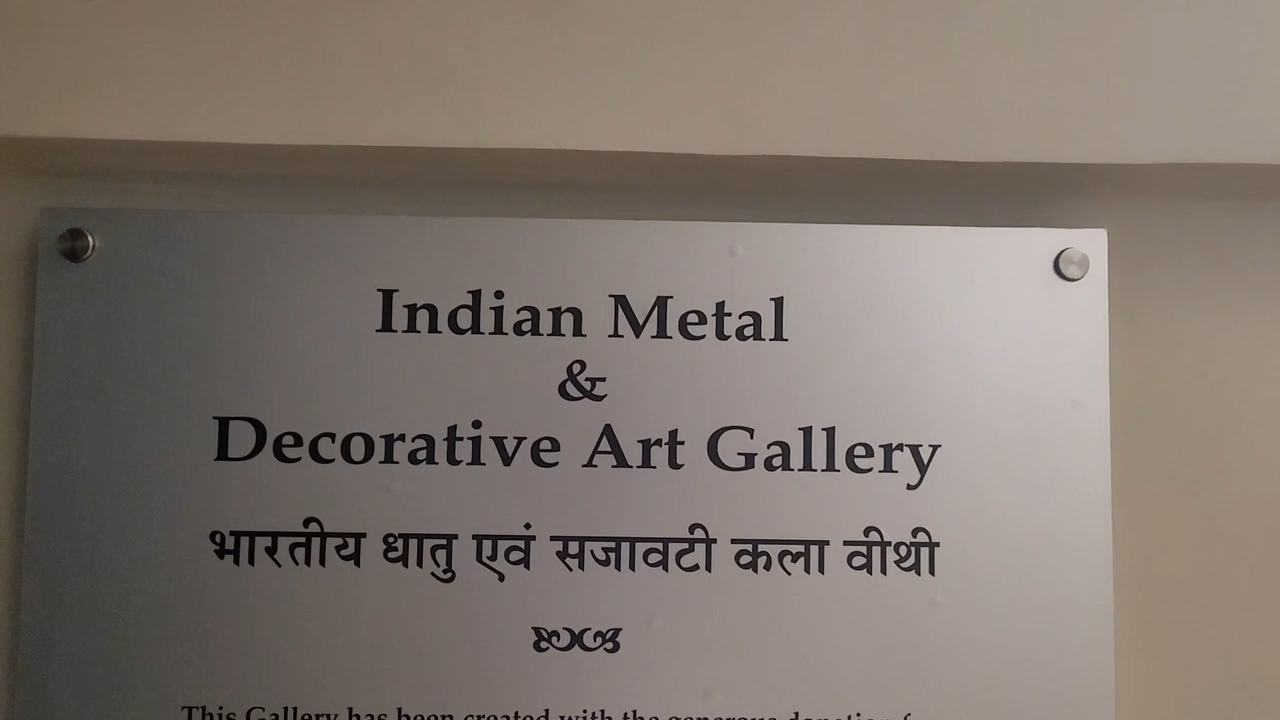 Indian Metal
&
Decorative Art Gallery
भारतीय धातु एवं सजावटी कला वीथी
This Gallery has been created with the generous donation f